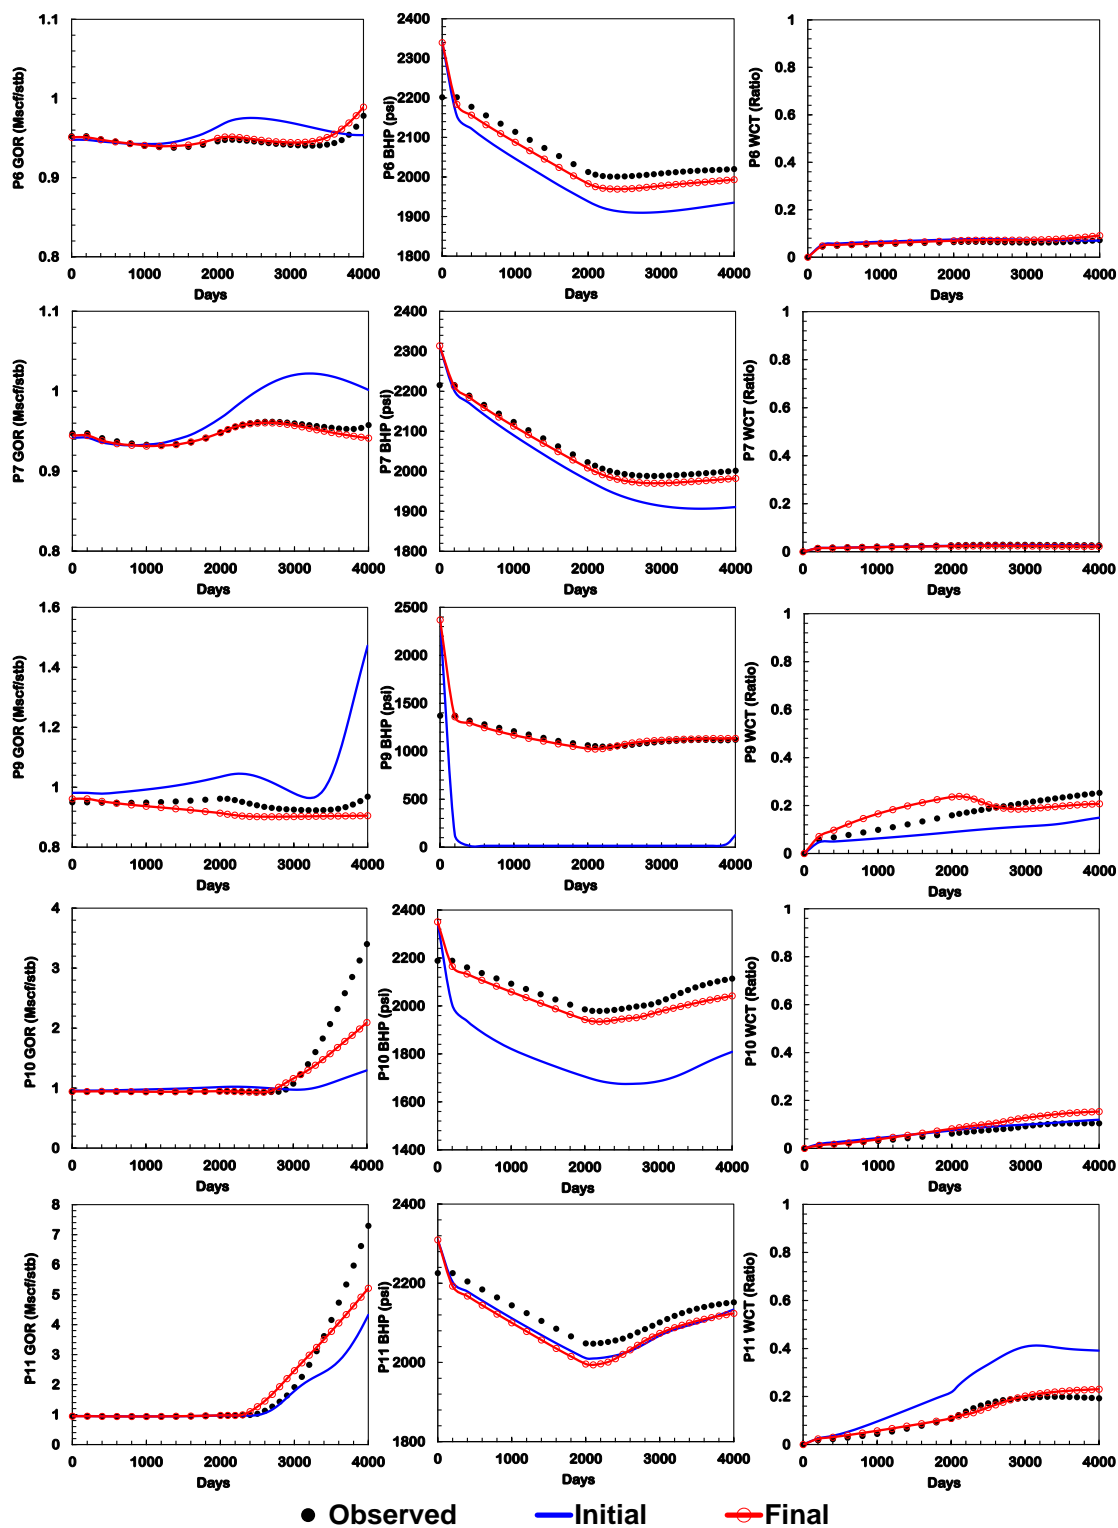 P6 GOR (Mscf/stb)
1.1
1
0.9
0.8
0 1000 2000 3000 4000
Days
P6 BHP (psi)
2400
2300
2200
2100
2000
1900
1800
0 1000 2000 3000 4000
Days
P6 WCT (Ratio)
1
0.8
0.6
0.4
0.2
0
0 1000 2000 3000 4000
Days
P7 GOR (Mscf/stb)
1.1
1
0.9
0.8
0 1000 2000 3000 4000
Days
P7 BHP (psi)
2400
2300
2200
2100
2000
1900
1800
0 1000 2000 3000 4000
Days
P7 WCT (Ratio)
1
0.8
0.6
0.4
0.2
0
0 1000 2000 3000 4000
Days
P9 GOR (Mscf/stb)
1.6
1.4
1.2
1
0.8
0 1000 2000 3000 4000
Days
P9 BHP (psi)
2500
2000
1500
1000
500
0
0 1000 2000 3000 4000
Days
P9 WCT (Ratio)
1
0.8
0.6
0.4
0.2
0
0 1000 2000 3000 4000
Days
P10 GOR (Mscf/stb)
4
3
2
1
0
0 1000 2000 3000 4000
Days
P10 BHP (psi)
2400
2200
2000
1800
1600
1400
0 1000 2000 3000 4000
Days
P10 WCT (Ratio)
1
0.8
0.6
0.4
0.2
0
0 1000 2000 3000 4000
Days
P11 GOR (Mscf/stb)
8
7
6
5
4
3
2
1
0
0 1000 2000 3000 4000
Days
P11 BHP (psi)
2400
2200
2000
1800
0 1000 2000 3000 4000
Days
P11 WCT (Ratio)
1
0.8
0.6
0.4
0.2
0
0 1000 2000 3000 4000
Days
Observed Initial Final